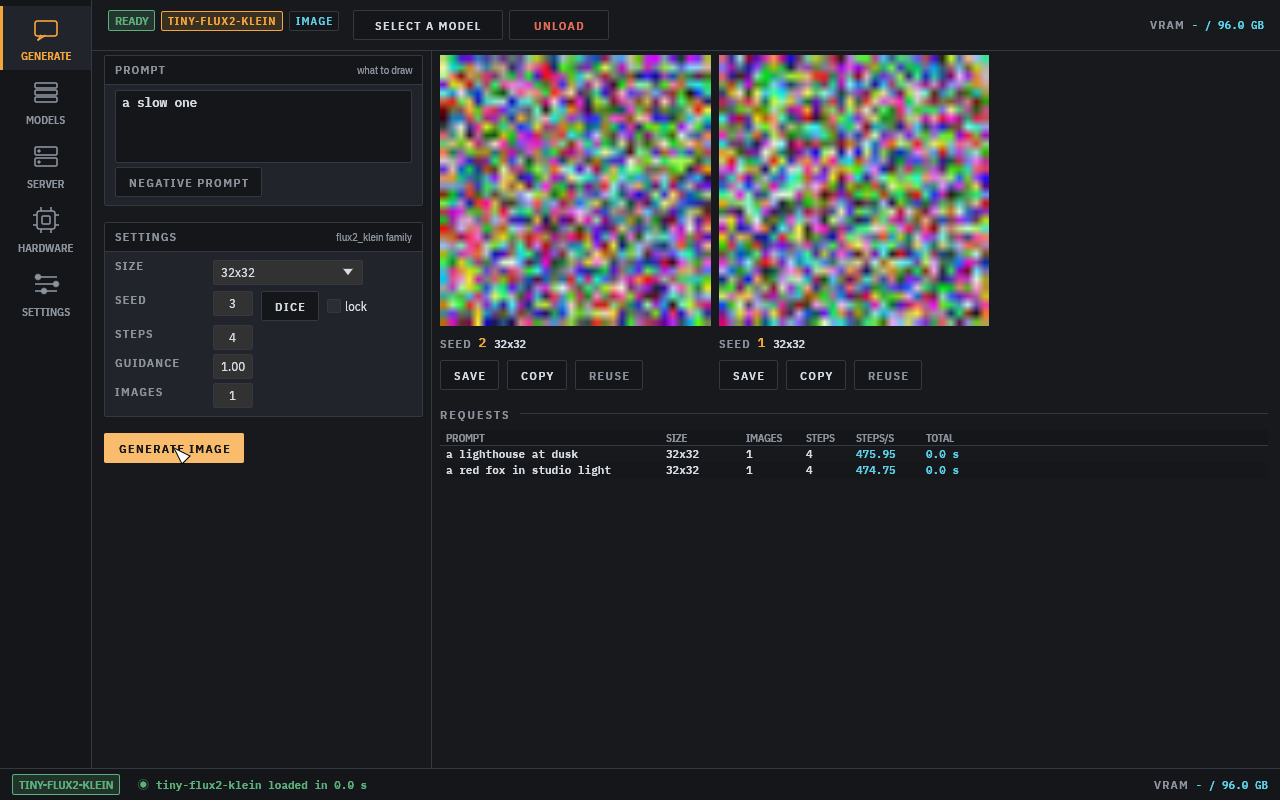 READY TINY-FLUX2-KLEIN IMAGE SELECT A MODEL UNLOAD VRAM - / 96.0 GB
GENERATE
MODELS
SERVER
HARDWARE
SETTINGS
PROMPT what to draw
a slow one
NEGATIVE PROMPT
SETTINGS flux2_klein family
SIZE 32x32
SEED 3 DICE lock
STEPS 4
GUIDANCE 1.00
IMAGES 1
GENERATE IMAGE
SEED 2 32x32
SAVE COPY REUSE
SEED 1 32x32
SAVE COPY REUSE
REQUESTS
PROMPT SIZE IMAGES STEPS STEPS/S TOTAL
a lighthouse at dusk 32x32 1 4 475.95 0.0 s
a red fox in studio light 32x32 1 4 474.75 0.0 s
TINY-FLUX2-KLEIN tiny-flux2-klein loaded in 0.0 s VRAM - / 96.0 GB